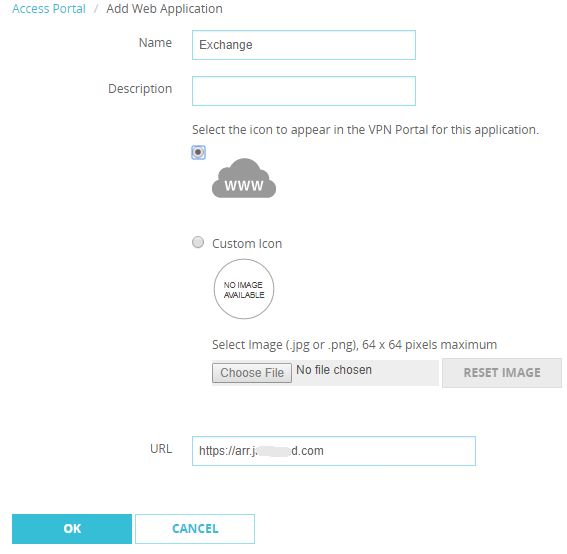 Access Portal / Add Web Application
Name
Exchange
Description
Select the icon to appear in the VPN Portal for this application.
WWW
Custom Icon
NO IMAGE
AVAILABLE
Select Image (.jpg or .png), 64 x 64 pixels maximum
Choose File No file chosen RESET IMAGE
URL
https://arr.j d.com
OK
CANCEL